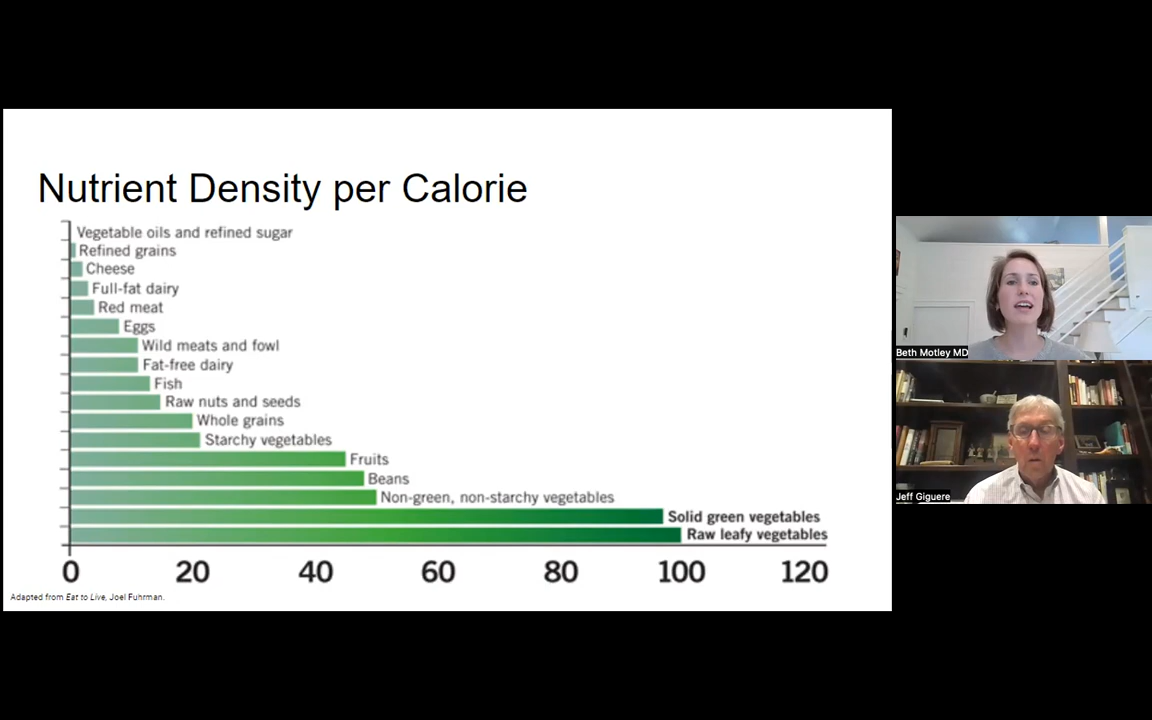 Nutrient Density per Calorie
Vegetable oils and refined sugar
Refined grains
Cheese
Full-fat dairy
Red meat
Eggs
Wild meats and fowl
Fat-free dairy
Fish
Raw nuts and seeds
Whole grains
Starchy vegetables
Fruits
Beans
Non-green, non-starchy vegetables
Solid green vegetables
Raw leafy vegetables
0 20 40 60 80 100 120
Adapted from Eat to Live, Joel Fuhrman.
Beth Motley MD
Jeff Giguere